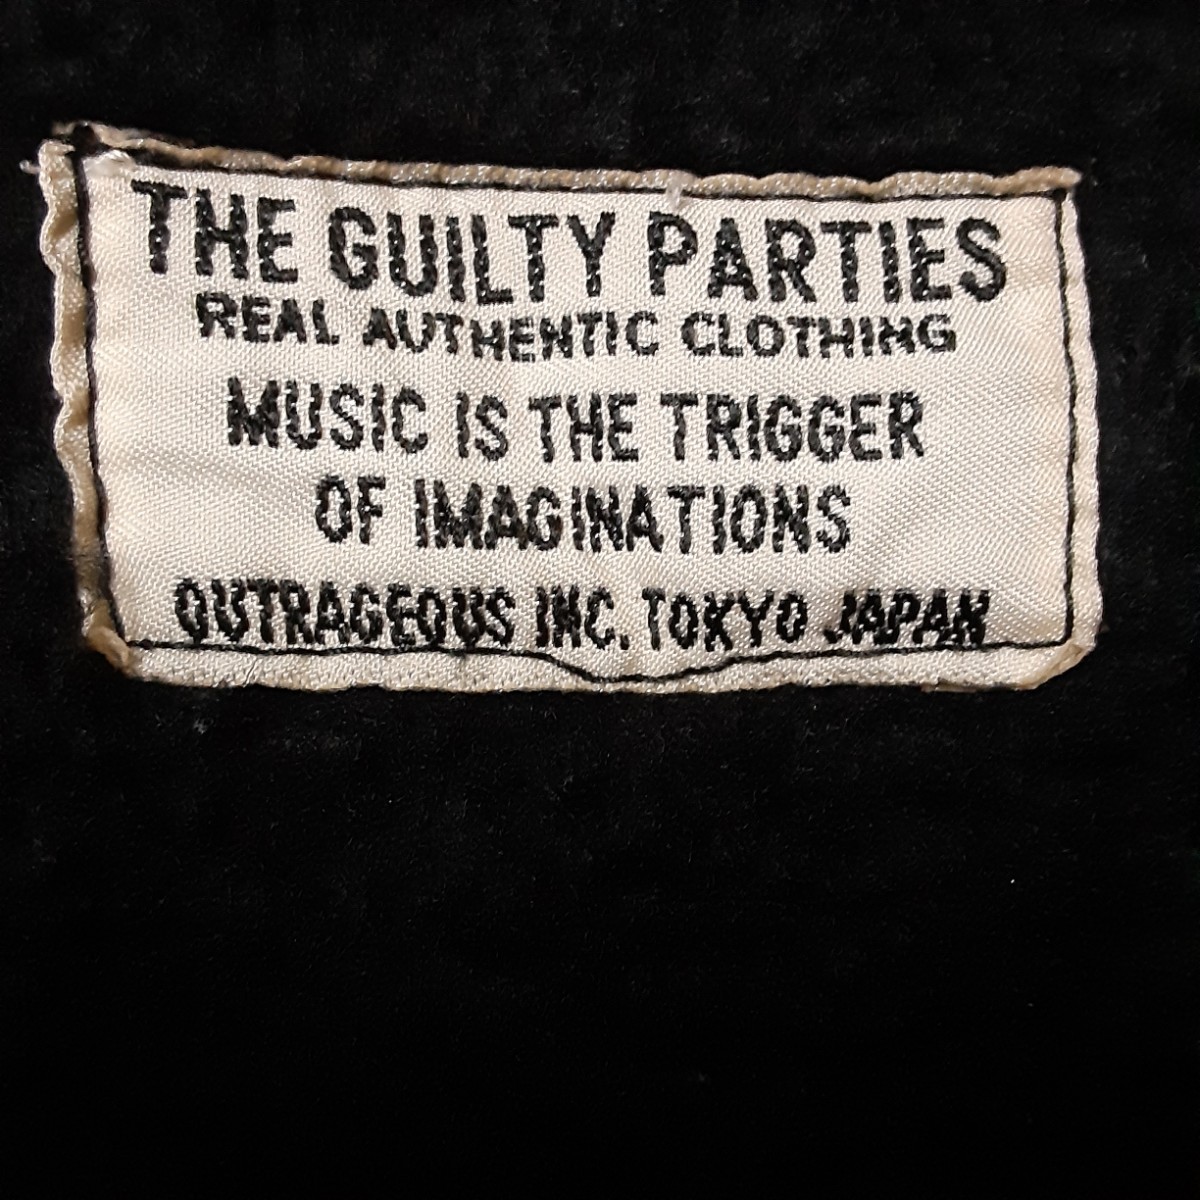 THE GUILTY PARTIES
REAL AUTHENTIC CLOTHING
MUSIC IS THE TRIGGER
OF IMAGINATIONS
OUTRAGEOUS INC. TOKYO JAPAN